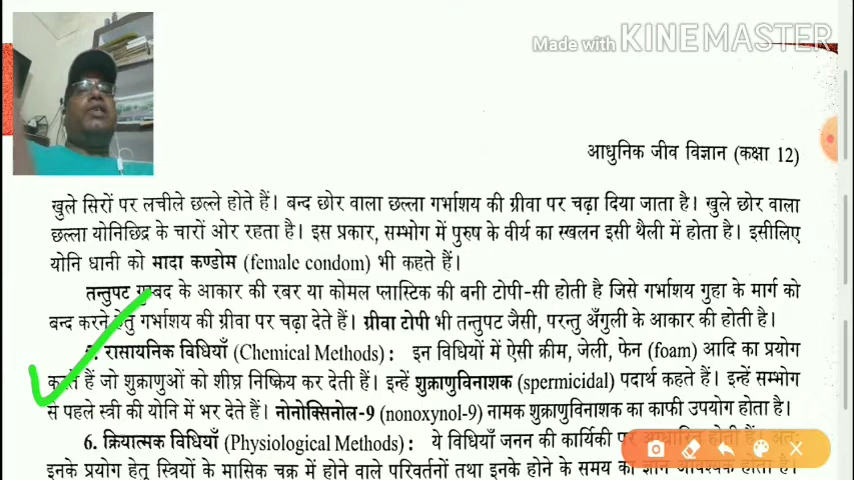 Made with KINEMASTER
आधुनिक जीव विज्ञान (कक्षा 12)
खुले सिरों पर लचीले छल्ले होते हैं। बन्द छोर वाला छल्ला गर्भाशय की ग्रीवा पर चढ़ा दिया जाता है। खुले छोर वाला
छल्ला योनिछिद्र के चारों ओर रहता है। इस प्रकार, सम्भोग में पुरुष के वीर्य का स्खलन इसी थैली में होता है। इसीलिए
योनि धानी को मादा कण्डोम (female condom) भी कहते हैं।
तन्तुपट गुम्बद के आकार की रबर या कोमल प्लास्टिक की बनी टोपी-सी होती है जिसे गर्भाशय गुहा के मार्ग को
बन्द करने हेतु गर्भाशय की ग्रीवा पर चढ़ा देते हैं। ग्रीवा टोपी भी तन्तुपट जैसी, परन्तु अँगुली के आकार की होती है।
रासायनिक विधियाँ (Chemical Methods) : इन विधियों में ऐसी क्रीम, जेली, फेन (foam) आदि का प्रयोग
करते हैं जो शुक्राणुओं को शीघ्र निष्क्रिय कर देती हैं। इन्हें शुक्राणुविनाशक (spermicidal) पदार्थ कहते हैं। इन्हें सम्भोग
से पहले स्त्री की योनि में भर देते हैं। नोनोक्सिनोल-9 (nonoxynol-9) नामक शुक्राणुविनाशक का काफी उपयोग होता है।
6. क्रियात्मक विधियाँ (Physiological Methods) : ये विधियाँ जनन की कार्यिकी पर आधारित होती हैं। अतः
इनके प्रयोग हेतु स्त्रियों के मासिक चक्र में होने वाले परिवर्तनों तथा इनके होने के समय का ज्ञान आवश्यक होता है।